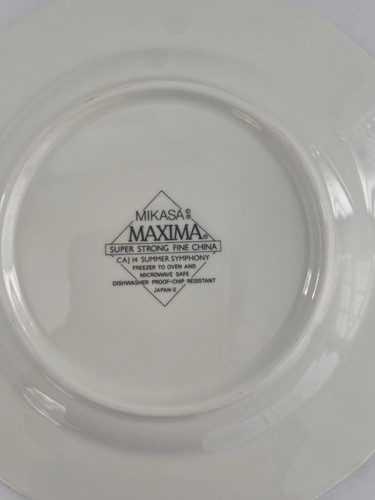 MIKASA®©
MAXIMA®
SUPER STRONG FINE CHINA
CAJ14 SUMMER SYMPHONY
FREEZER TO OVEN AND
MICROWAVE SAFE
DISHWASHER PROOF-CHIP RESISTANT
JAPAN-E